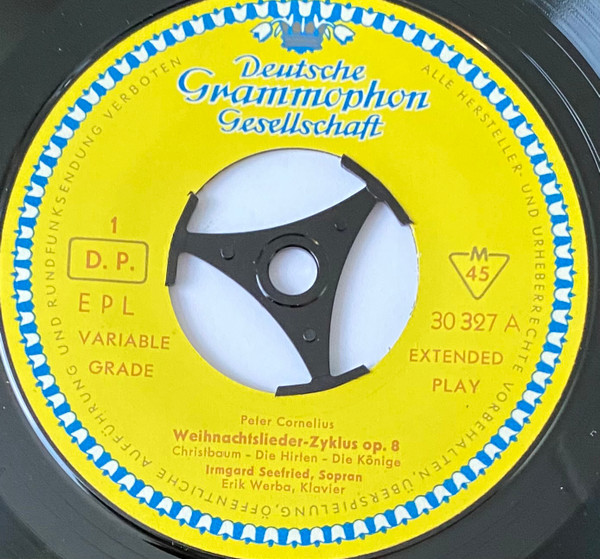 Deutsche
Grammophon
Gesellschaft
ALLE HERSTELLER- UND URHEBERRECHTE VORBEHALTEN, ÜBERSPIELUNG, ÖFFENTLICHE AUFFÜHRUNG UND RUNDFUNKSENDUNG VERBOTEN
1
D. P.
EPL
VARIABLE
GRADE
M
45
30 327 A
EXTENDED
PLAY
Peter Cornelius
Weihnachtslieder-Zyklus op. 8
Christbaum - Die Hirten - Die Könige
Irmgard Seefried, Sopran
Erik Werba, Klavier